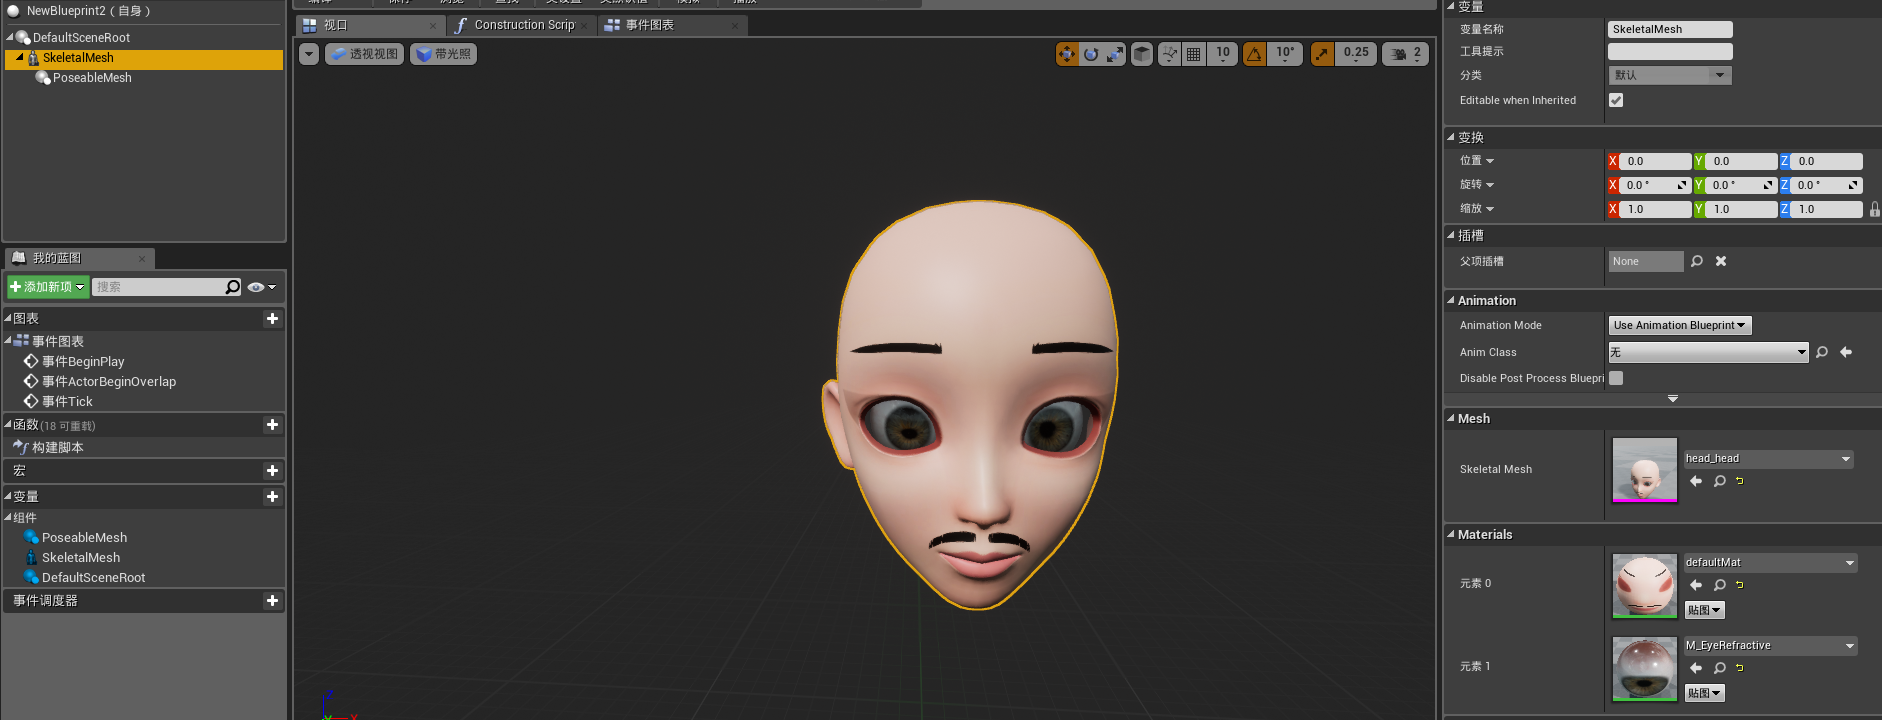 NewBlueprint2（自身）
DefaultSceneRoot
SkeletalMesh
PoseableMesh
我的蓝图
添加新项
搜索
图表
事件图表
事件BeginPlay
事件ActorBeginOverlap
事件Tick
函数(18 可重载)
构建脚本
宏
变量
组件
PoseableMesh
SkeletalMesh
DefaultSceneRoot
事件调度器
视口
Construction Scrip
事件图表
透视视图
带光照
10
10°
0.25
2
Z
Y
X
变量
变量名称
SkeletalMesh
工具提示
分类
默认
Editable when Inherited
变换
位置
X 0.0 Y 0.0 Z 0.0
旋转
X 0.0 ° Y 0.0 ° Z 0.0 °
缩放
X 1.0 Y 1.0 Z 1.0
插槽
父项插槽
None
Animation
Animation Mode
Use Animation Blueprint
Anim Class
无
Disable Post Process Bluepri
Mesh
Skeletal Mesh
head_head
Materials
元素 0
defaultMat
贴图
元素 1
M_EyeRefractive
贴图